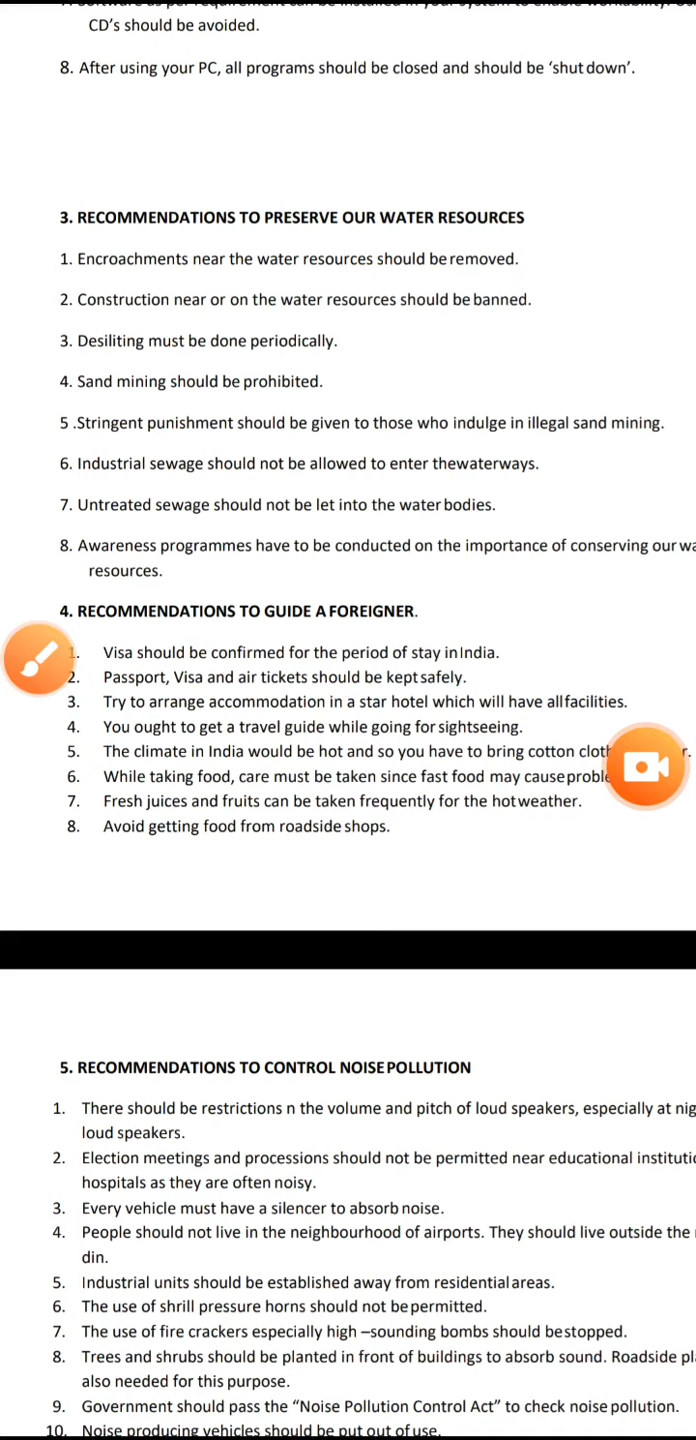 CD’s should be avoided.
8. After using your PC, all programs should be closed and should be ‘shut down’.
3. RECOMMENDATIONS TO PRESERVE OUR WATER RESOURCES
1. Encroachments near the water resources should be removed.
2. Construction near or on the water resources should be banned.
3. Desiliting must be done periodically.
4. Sand mining should be prohibited.
5 .Stringent punishment should be given to those who indulge in illegal sand mining.
6. Industrial sewage should not be allowed to enter thewaterways.
7. Untreated sewage should not be let into the water bodies.
8. Awareness programmes have to be conducted on the importance of conserving our
resources.
4. RECOMMENDATIONS TO GUIDE A FOREIGNER.
1. Visa should be confirmed for the period of stay in India.
2. Passport, Visa and air tickets should be kept safely.
3. Try to arrange accommodation in a star hotel which will have all facilities.
4. You ought to get a travel guide while going for sightseeing.
5. The climate in India would be hot and so you have to bring cotton
6. While taking food, care must be taken since fast food may cause
7. Fresh juices and fruits can be taken frequently for the hot weather.
8. Avoid getting food from roadside shops.
5. RECOMMENDATIONS TO CONTROL NOISE POLLUTION
1. There should be restrictions n the volume and pitch of loud speakers, especially at
loud speakers.
2. Election meetings and processions should not be permitted near educational
hospitals as they are often noisy.
3. Every vehicle must have a silencer to absorb noise.
4. People should not live in the neighbourhood of airports. They should live outside the
din.
5. Industrial units should be established away from residential areas.
6. The use of shrill pressure horns should not be permitted.
7. The use of fire crackers especially high –sounding bombs should be stopped.
8. Trees and shrubs should be planted in front of buildings to absorb sound. Roadside
also needed for this purpose.
9. Government should pass the “Noise Pollution Control Act” to check noise pollution.
10. Noise producing vehicles should be put out of use.